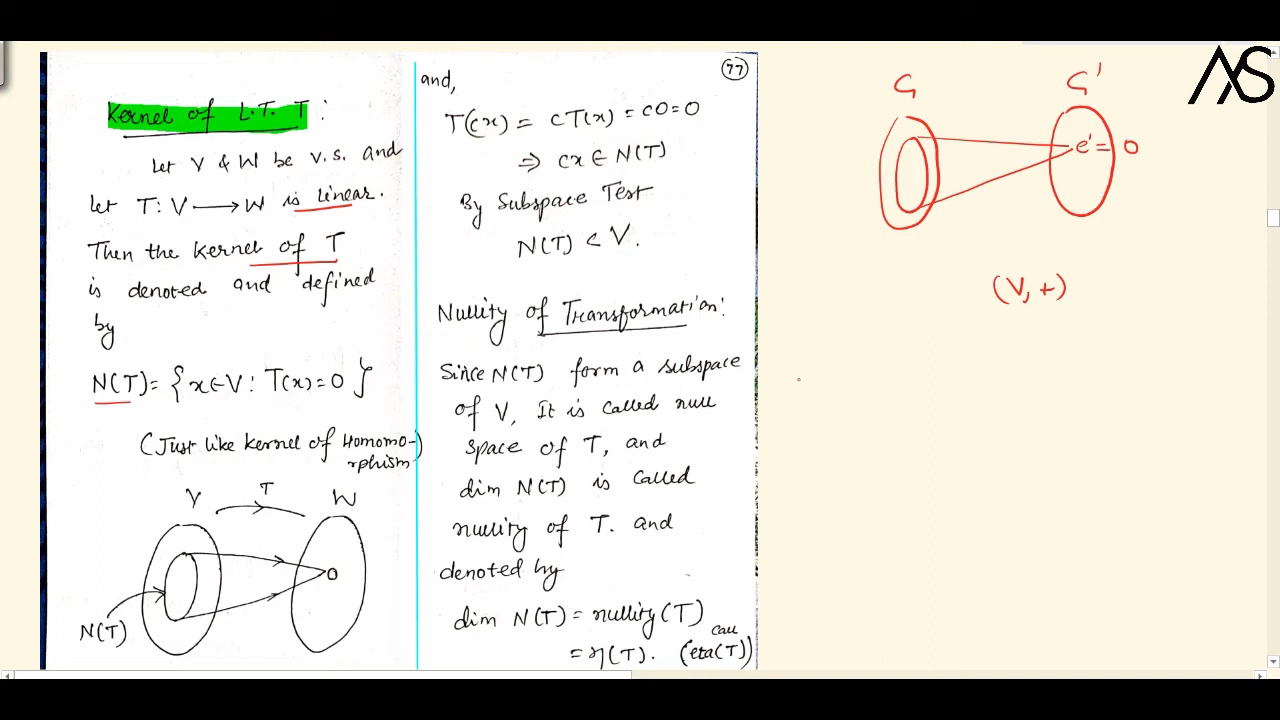 Kernel of L.T. T :
Let V & W be v.s. and
let T: V → W is linear.
Then the Kernel of T
is denoted and defined
by
N(T) = { x ∈ V : T(x) = 0 }
(Just like Kernel of Homomo-
rphism)
V T W
0
N(T)
77
and,
T(cx) = cT(x) = c0 = 0
⇒ cx ∈ N(T)
By Subspace Test
N(T) < V.
Nullity of Transformation:
Since N(T) form a subspace
of V, It is called null
space of T, and
dim N(T) is called
nullity of T. and
denoted by
dim N(T) = nullity(T)
= η(T). (eta(T))
call
G G'
e' = 0
(V, +)
NS